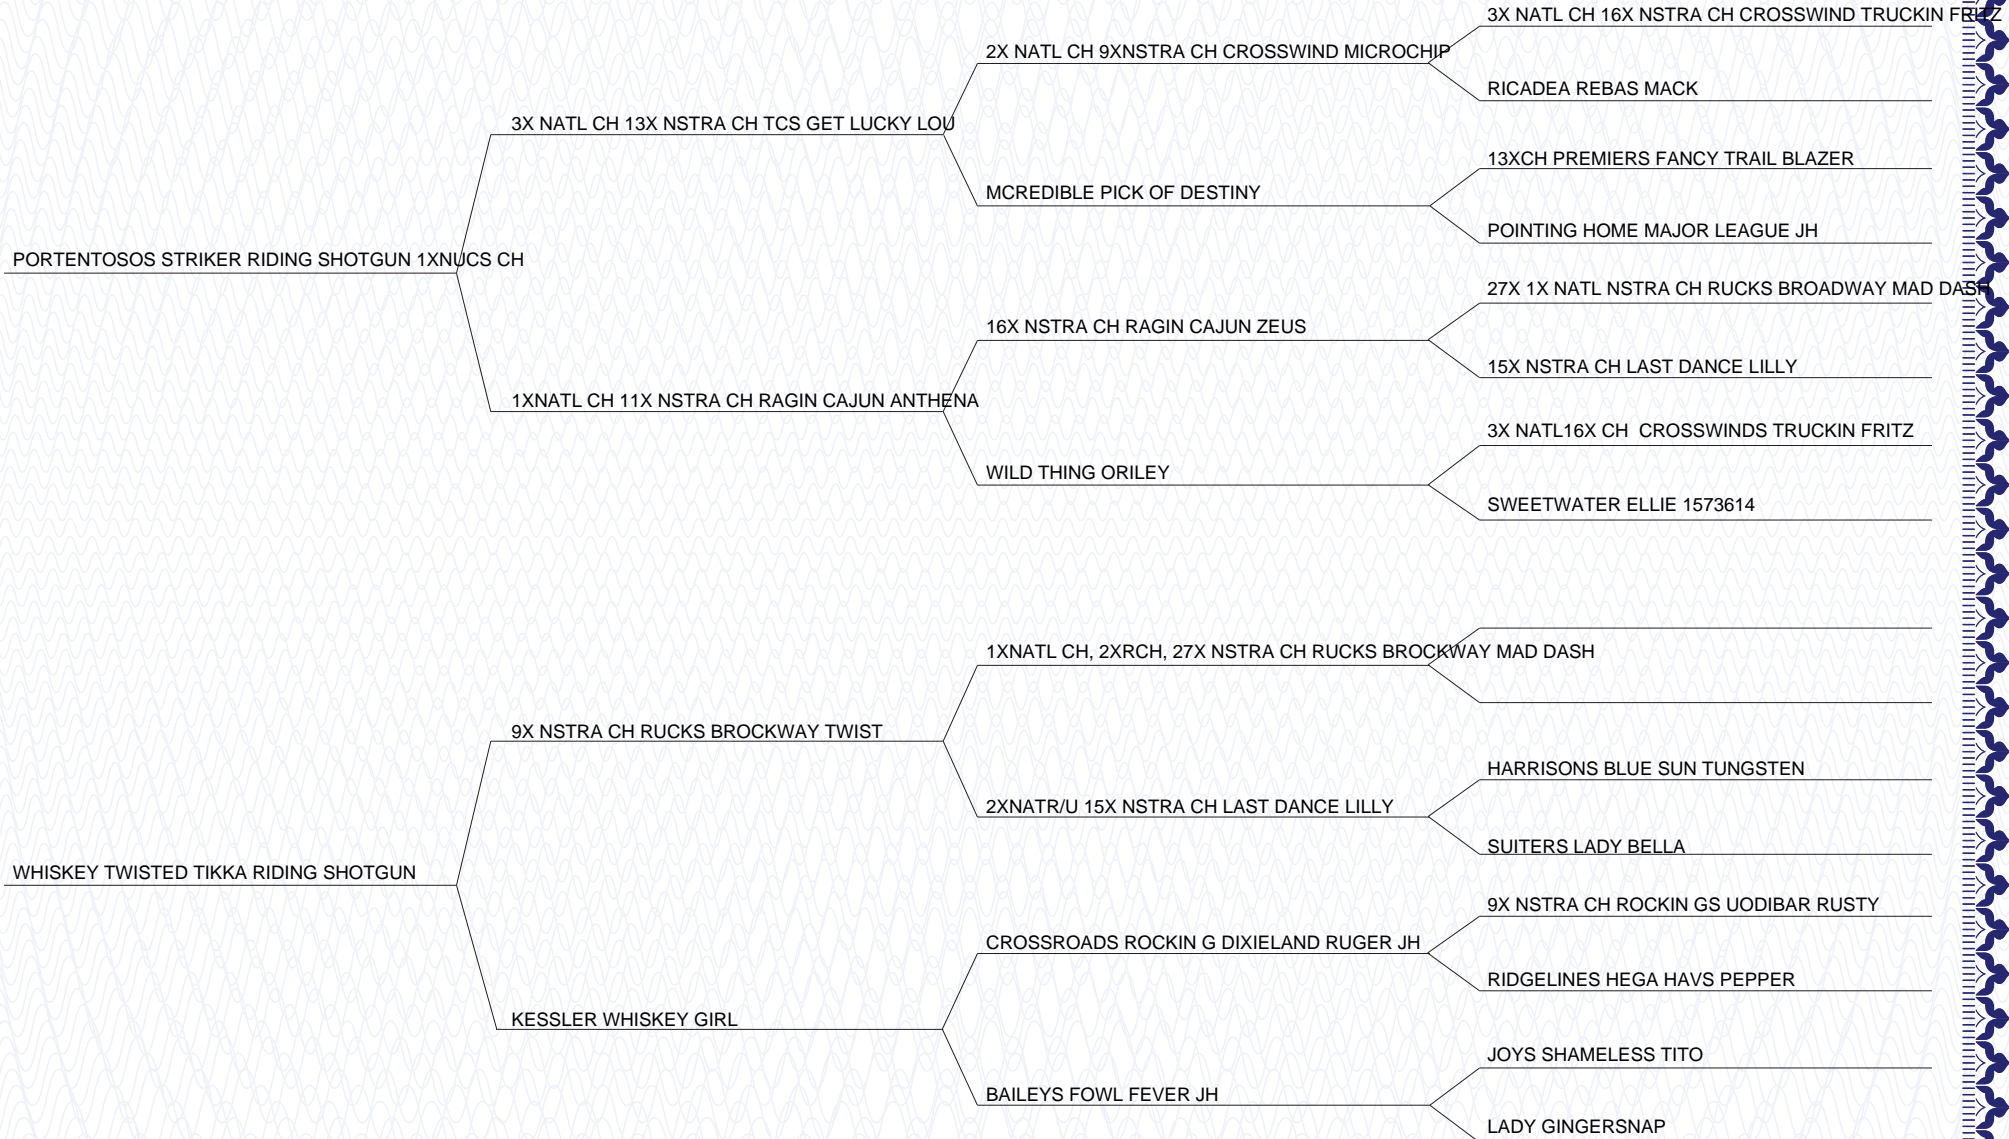 3X NATL CH 16X NSTRA CH CROSSWIND TRUCKIN FRITZ
2X NATL CH 9XNSTRA CH CROSSWIND MICROCHIP
RICADEA REBAS MACK
3X NATL CH 13X NSTRA CH TCS GET LUCKY LOU
13XCH PREMIERS FANCY TRAIL BLAZER
MCREDIBLE PICK OF DESTINY
POINTING HOME MAJOR LEAGUE JH
PORTENTOSOS STRIKER RIDING SHOTGUN 1XNUCS CH
27X 1X NATL NSTRA CH RUCKS BROADWAY MAD DASH
16X NSTRA CH RAGIN CAJUN ZEUS
15X NSTRA CH LAST DANCE LILLY
1XNATL CH 11X NSTRA CH RAGIN CAJUN ANTHENA
3X NATL16X CH  CROSSWINDS TRUCKIN FRITZ
WILD THING ORILEY
SWEETWATER ELLIE 1573614
1XNATL CH, 2XRCH, 27X NSTRA CH RUCKS BROCKWAY MAD DASH
9X NSTRA CH RUCKS BROCKWAY TWIST
HARRISONS BLUE SUN TUNGSTEN
2XNATR/U 15X NSTRA CH LAST DANCE LILLY
SUITERS LADY BELLA
WHISKEY TWISTED TIKKA RIDING SHOTGUN
9X NSTRA CH ROCKIN GS UODIBAR RUSTY
CROSSROADS ROCKIN G DIXIELAND RUGER JH
RIDGELINES HEGA HAVS PEPPER
KESSLER WHISKEY GIRL
JOYS SHAMELESS TITO
BAILEYS FOWL FEVER JH
LADY GINGERSNAP